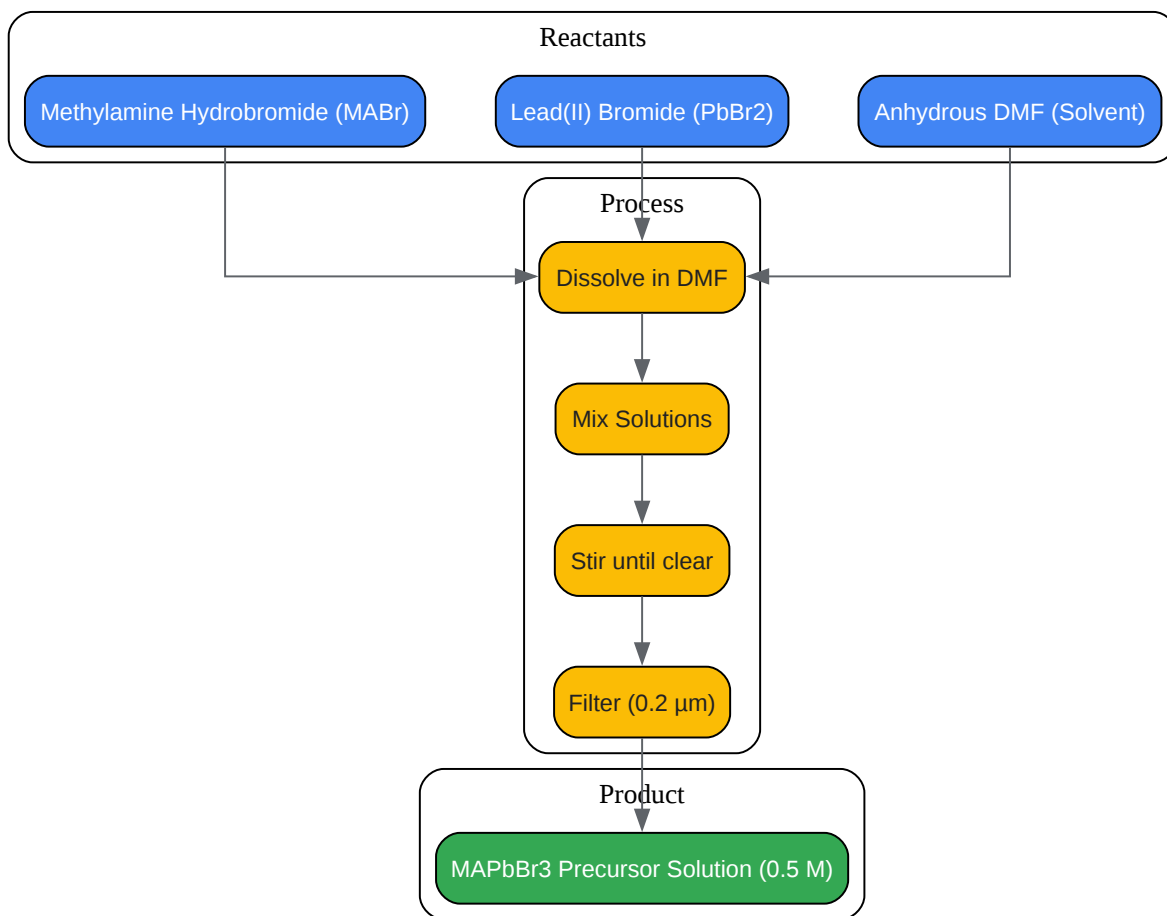 Reactants
Methylamine Hydrobromide (MABr)
Lead(II) Bromide (PbBr2)
Anhydrous DMF (Solvent)
Process
Dissolve in DMF
Mix Solutions
Stir until clear
Filter (0.2 µm)
Product
MAPbBr3 Precursor Solution (0.5 M)